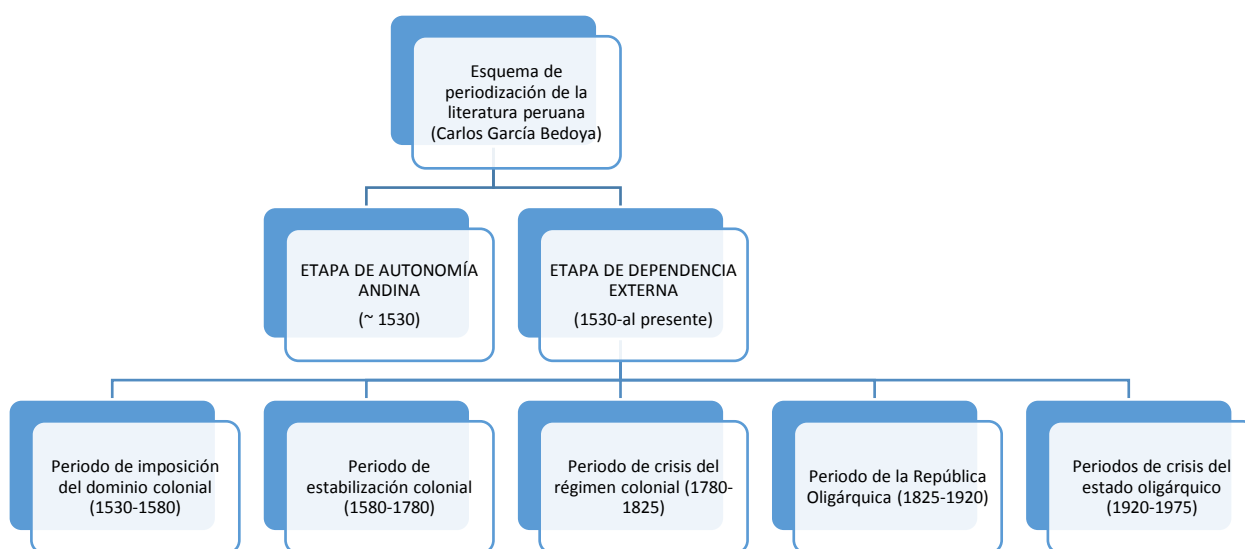 Esquema de
periodización de la
literatura peruana
(Carlos García Bedoya)
ETAPA DE AUTONOMÍA
ANDINA
(~ 1530)
ETAPA DE DEPENDENCIA
EXTERNA
(1530-al presente)
Periodo de imposición
del dominio colonial
(1530-1580)
Periodo de
estabilización colonial
(1580-1780)
Periodo de crisis del
régimen colonial (1780-
1825)
Periodo de la República
Oligárquica (1825-1920)
Periodos de crisis del
estado oligárquico
(1920-1975)